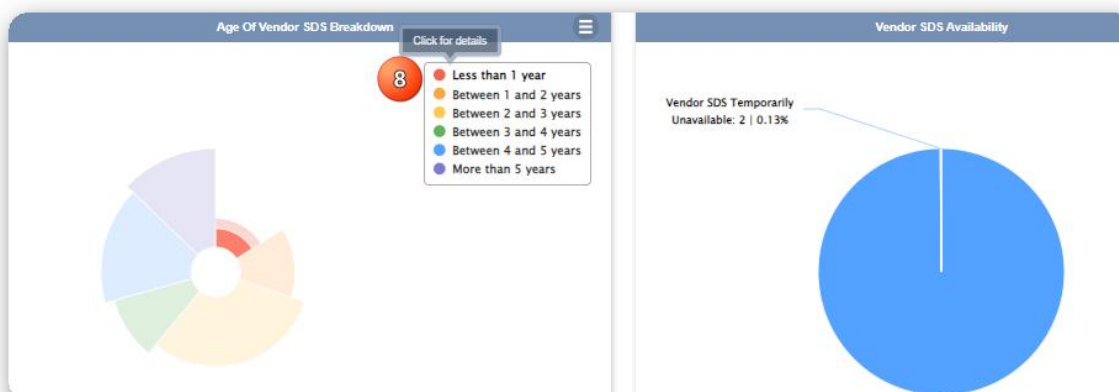 Age Of Vendor SDS Breakdown
Click for details
8
Less than 1 year
Between 1 and 2 years
Between 2 and 3 years
Between 3 and 4 years
Between 4 and 5 years
More than 5 years
Vendor SDS Availability
Vendor SDS Temporarily
Unavailable: 2 | 0.13%